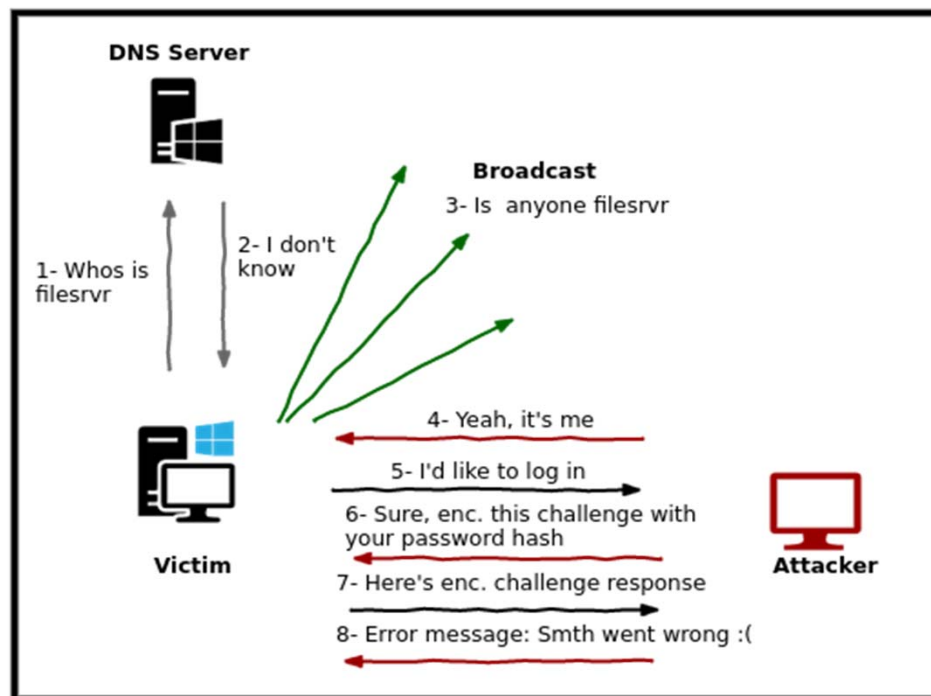 DNS Server
Broadcast
3- Is  anyone filesrvr
2- I don't
know
1- Whos is
filesrvr
4- Yeah, it's me
5- I'd like to log in
6- Sure, enc. this challenge with
your password hash
Victim
Attacker
7- Here's enc. challenge response
8- Error message: Smth went wrong :(